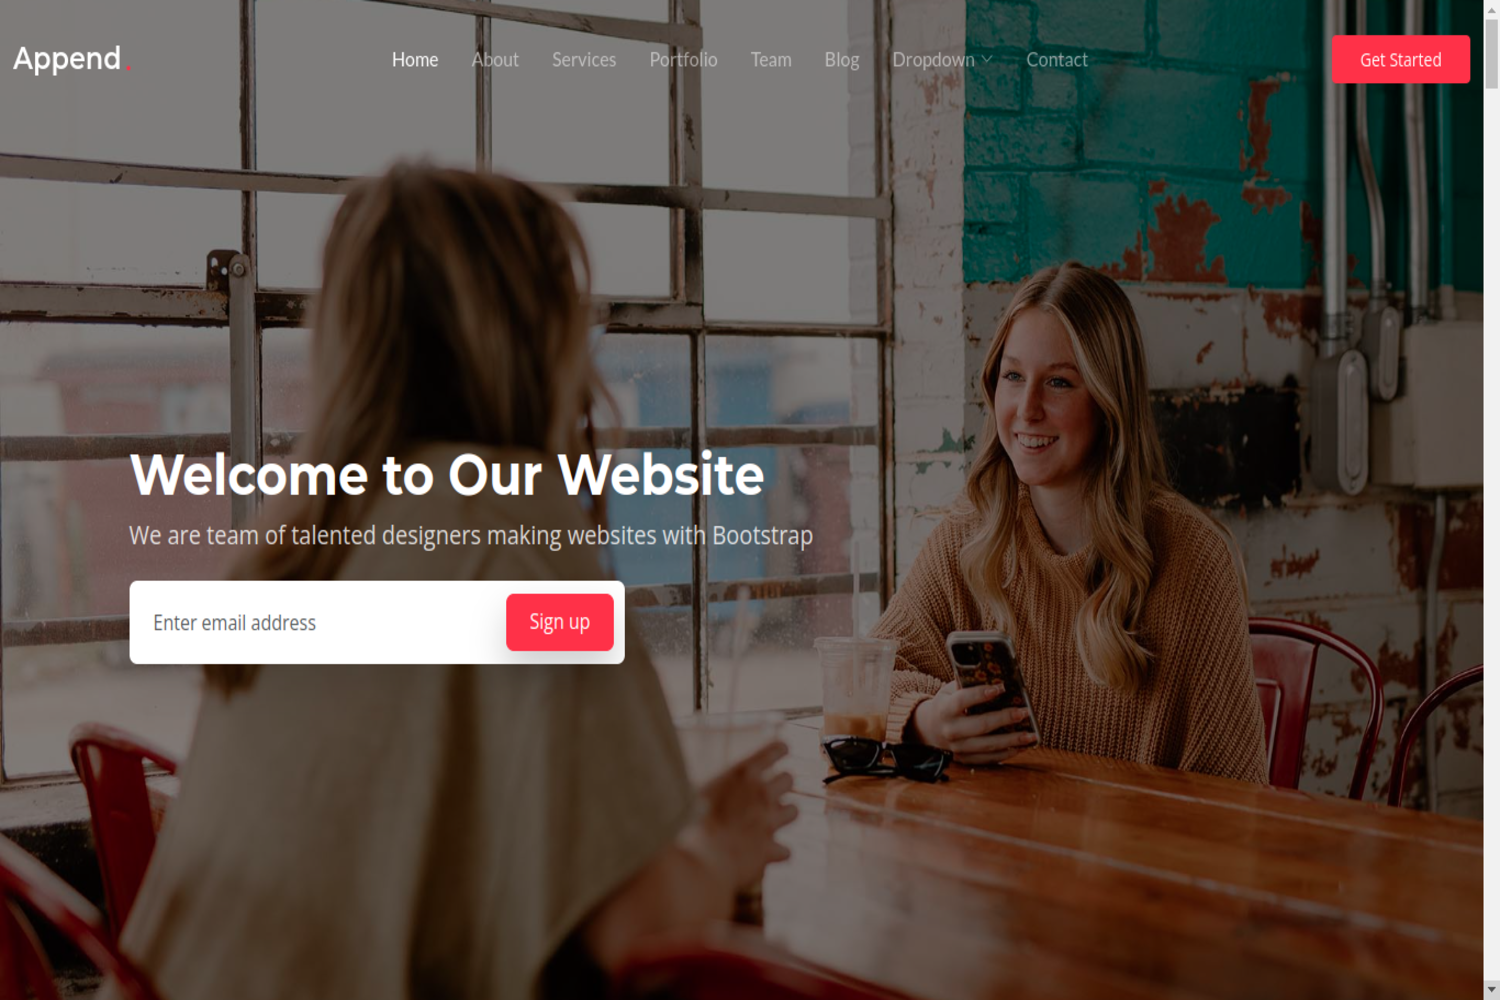 Append.
Home About Services Portfolio Team Blog Dropdown Contact
Get Started
Welcome to Our Website
We are team of talented designers making websites with Bootstrap
Enter email address
Sign up